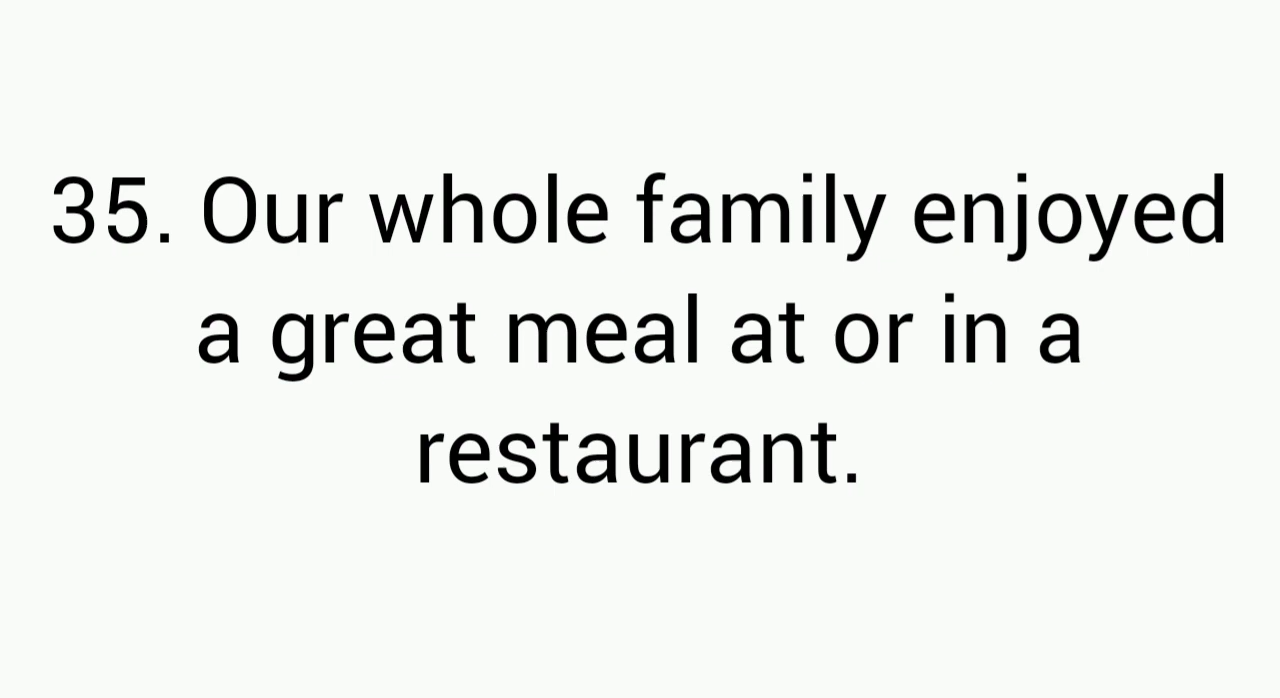 35. Our whole family enjoyed
a great meal at or in a
restaurant.